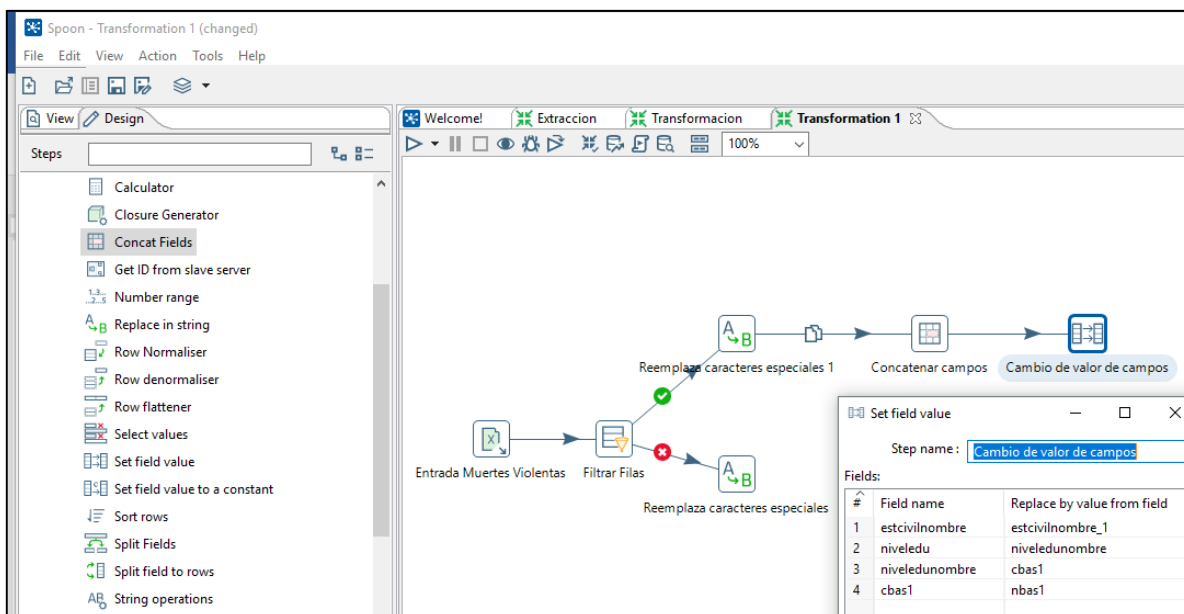 Spoon - Transformation 1 (changed)
File Edit View Action Tools Help
View Design
Steps
Calculator
Closure Generator
Concat Fields
Get ID from slave server
Number range
Replace in string
Row Normaliser
Row denormaliser
Row flattener
Select values
Set field value
Set field value to a constant
Sort rows
Split Fields
Split field to rows
String operations
Welcome! Extraccion Transformacion Transformation 1
100%
Reemplaza caracteres especiales 1 Concatenar campos Cambio de valor de campos
Entrada Muertes Violentas Filtrar Filas
Reemplaza caracteres especiales
Set field value
Step name : Cambio de valor de campos
Fields:
# Field name Replace by value from field
1 estcivilnombre estcivilnombre_1
2 niveledu niveledunombre
3 niveledunombre cbas1
4 cbas1 nbas1